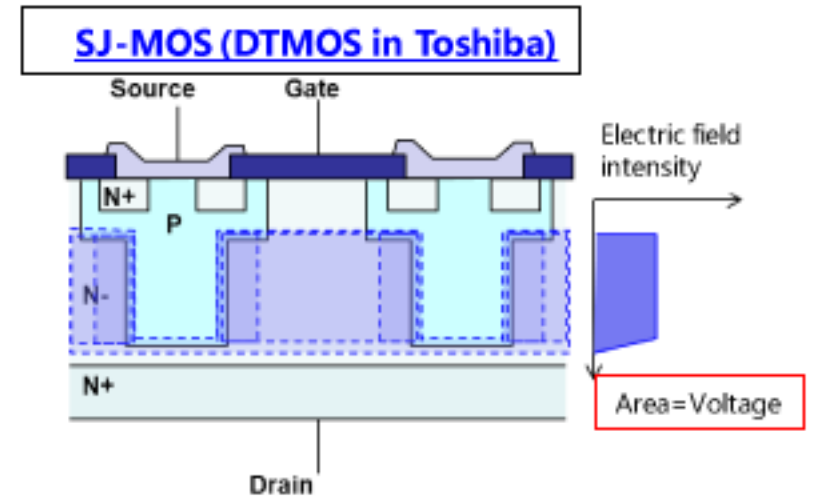 SJ-MOS (DTMOS in Toshiba)
Source
Gate
Electric field
intensity
N+
P
N-
N+
Area=Voltage
Drain